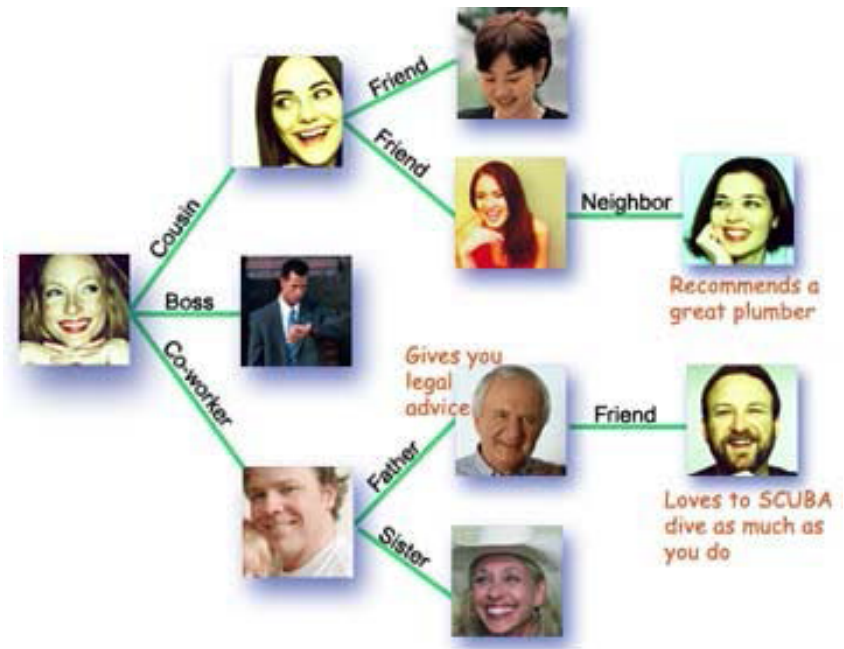 Friend
Friend
Cousin
Neighbor
Recommends a
great plumber
Boss
Co-worker
Gives you
legal
advice
Father
Friend
Sister
Loves to SCUBA
dive as much as
you do